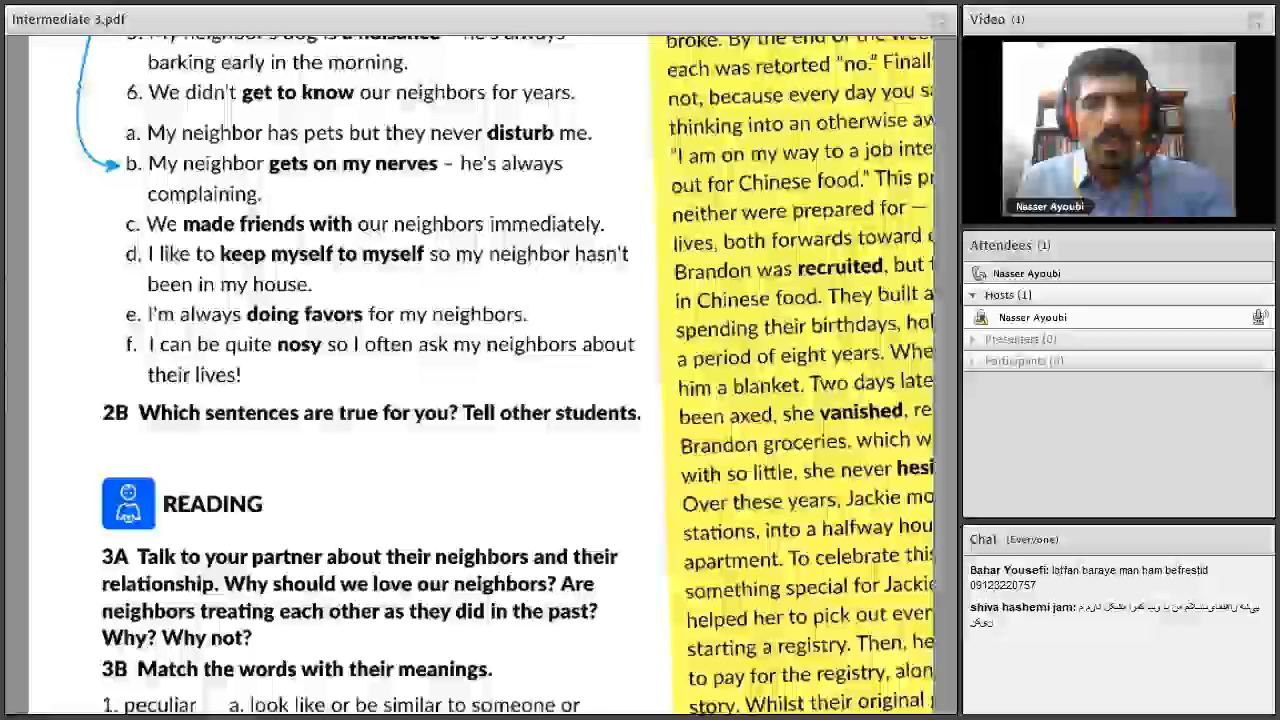 Intermediate 3.pdf
5. My neighbor's dog is a nuisance – he's always
barking early in the morning.
6. We didn't get to know our neighbors for years.
a. My neighbor has pets but they never disturb me.
b. My neighbor gets on my nerves – he's always
complaining.
c. We made friends with our neighbors immediately.
d. I like to keep myself to myself so my neighbor hasn't
been in my house.
e. I'm always doing favors for my neighbors.
f. I can be quite nosy so I often ask my neighbors about
their lives!
2B Which sentences are true for you? Tell other students.
READING
3A Talk to your partner about their neighbors and their
relationship. Why should we love our neighbors? Are
neighbors treating each other as they did in the past?
Why? Why not?
3B Match the words with their meanings.
1. peculiar a. look like or be similar to someone or
broke. By the end of the week
each was retorted "no." Finall
not, because every day you
thinking into an otherwise
"I am on my way to a job inte
out for Chinese food." This
neither were prepared for —
lives, both forwards toward
Brandon was recruited, but
in Chinese food. They built a
spending their birthdays, hol
a period of eight years. Whe
him a blanket. Two days late
been axed, she vanished, re
Brandon groceries, which w
with so little, she never hesi
Over these years, Jackie mo
stations, into a halfway hou
apartment. To celebrate this
something special for Jackie
helped her to pick out ever
starting a registry. Then, he
to pay for the registry, alon
story. Whilst their original
Video (1)
Nasser Ayoubi
Attendees (1)
Nasser Ayoubi
Hosts (1)
Nasser Ayoubi
Presenters (0)
Participants (0)
Chat (Everyone)
Bahar Yousefi: lotfan baraye man ham befrestid
09123220757
shiva hashemi jam: